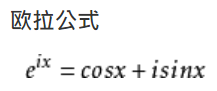 欧拉公式
e^{ix} = cosx + isinx